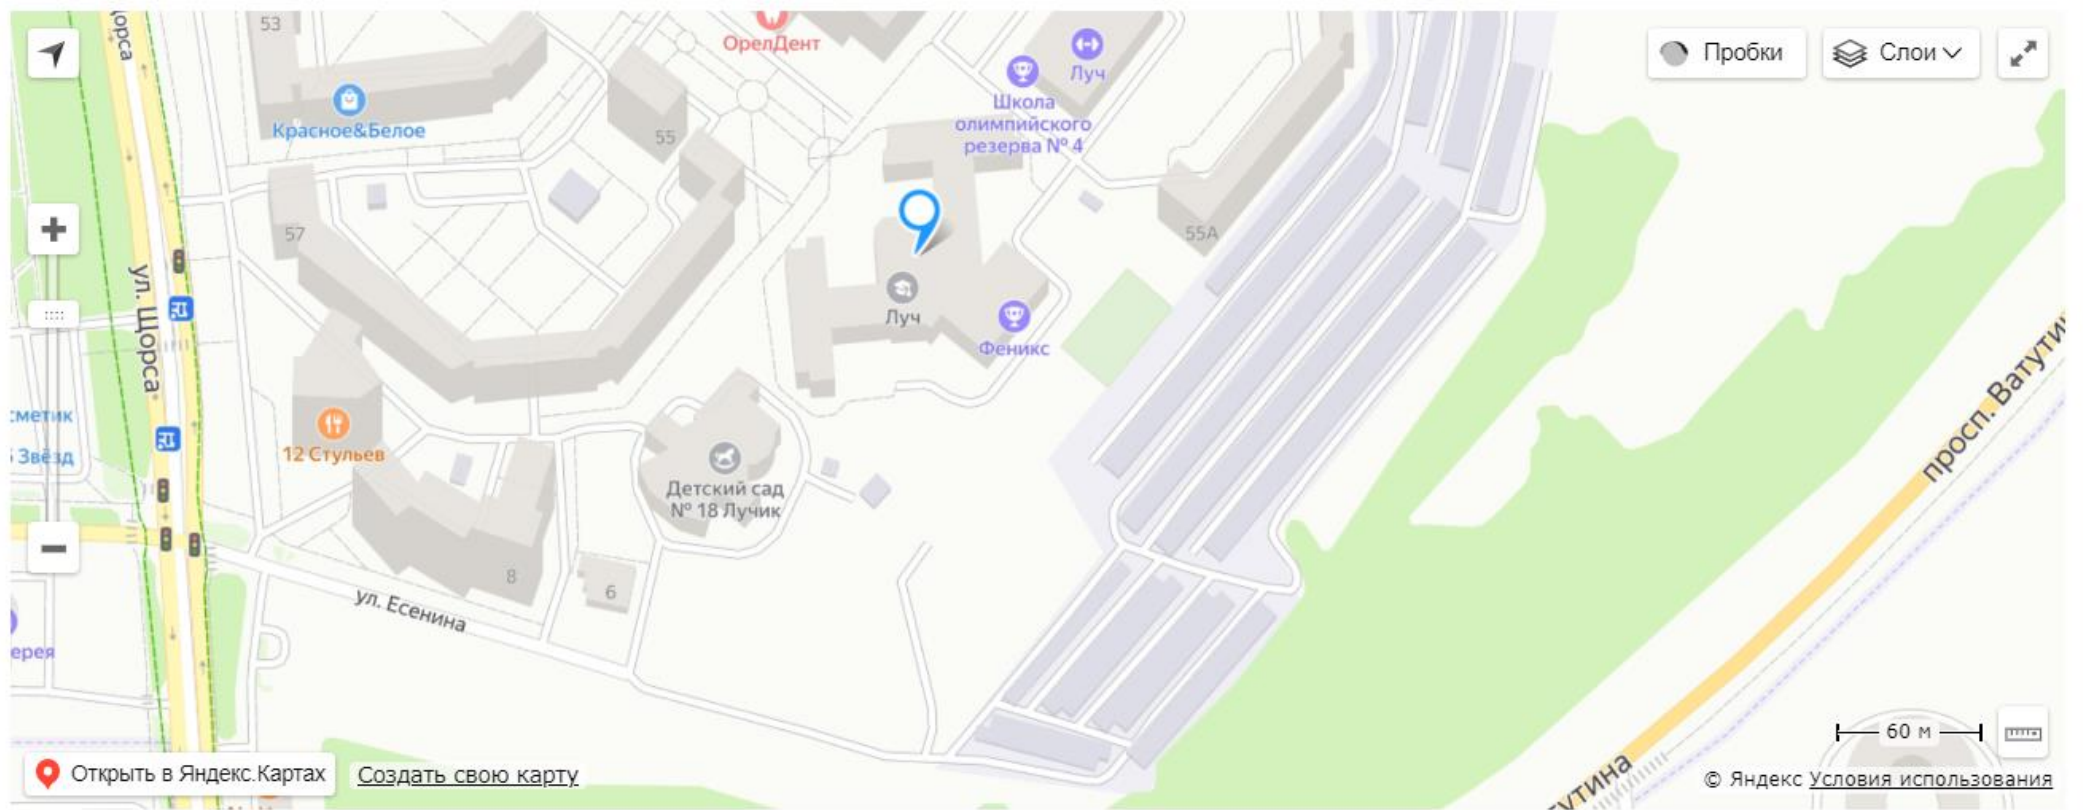 53
Щорса
ОрелДент
Луч
Школа
олимпийского
резерва № 4
Пробки
Слои
Красное&Белое
55
57
55А
ул. Щорса
Луч
Феникс
12 Стульев
Детский сад
№ 18 Лучик
8
6
ул. Есенина
просп. Ватутин
60 м
Открыть в Яндекс.Картах
Создать свою карту
© Яндекс Условия использования